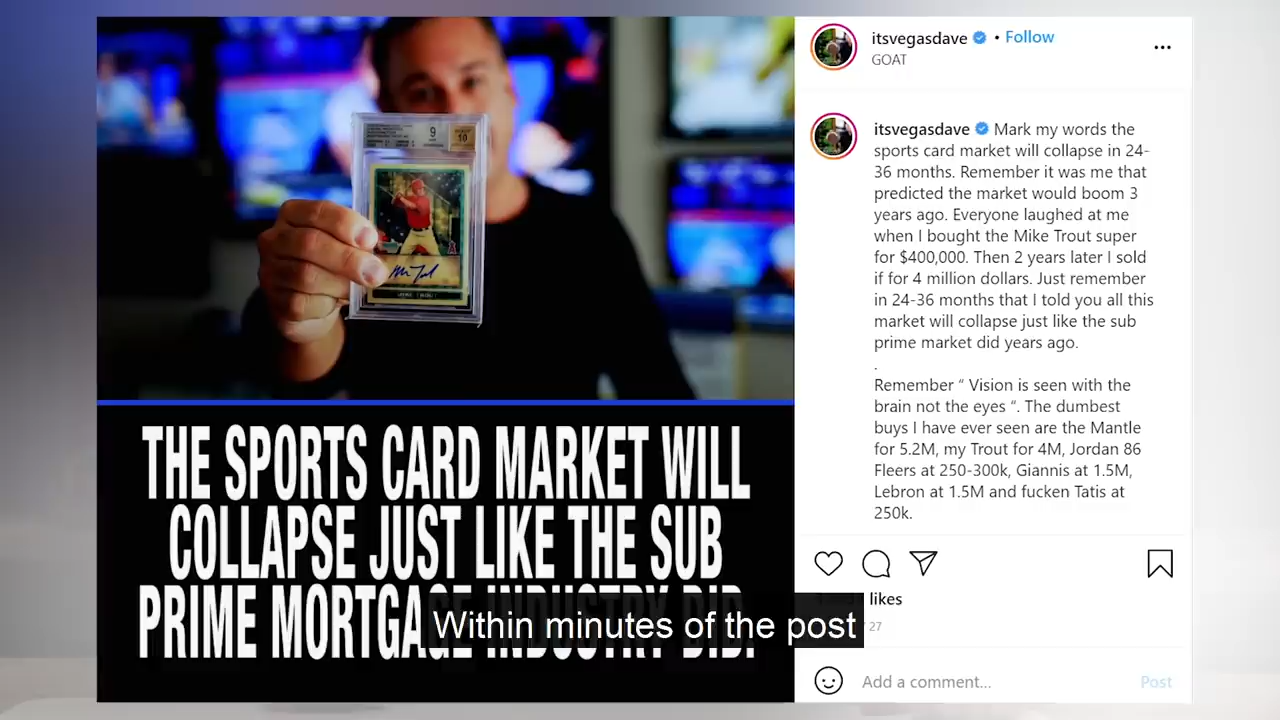 9
10
THE SPORTS CARD MARKET WILL
COLLAPSE JUST LIKE THE SUB
PRIME MORTGAGE INDUSTRY DID.
itsvegasdave • Follow
GOAT
itsvegasdave Mark my words the
sports card market will collapse in 24-
36 months. Remember it was me that
predicted the market would boom 3
years ago. Everyone laughed at me
when I bought the Mike Trout super
for $400,000. Then 2 years later I sold
if for 4 million dollars. Just remember
in 24-36 months that I told you all this
market will collapse just like the sub
prime market did years ago.
.
Remember “ Vision is seen with the
brain not the eyes “. The dumbest
buys I have ever seen are the Mantle
for 5.2M, my Trout for 4M, Jordan 86
Fleers at 250-300k, Giannis at 1.5M,
Lebron at 1.5M and fucken Tatis at
250k.
likes
27
Add a comment...
Post
Within minutes of the post